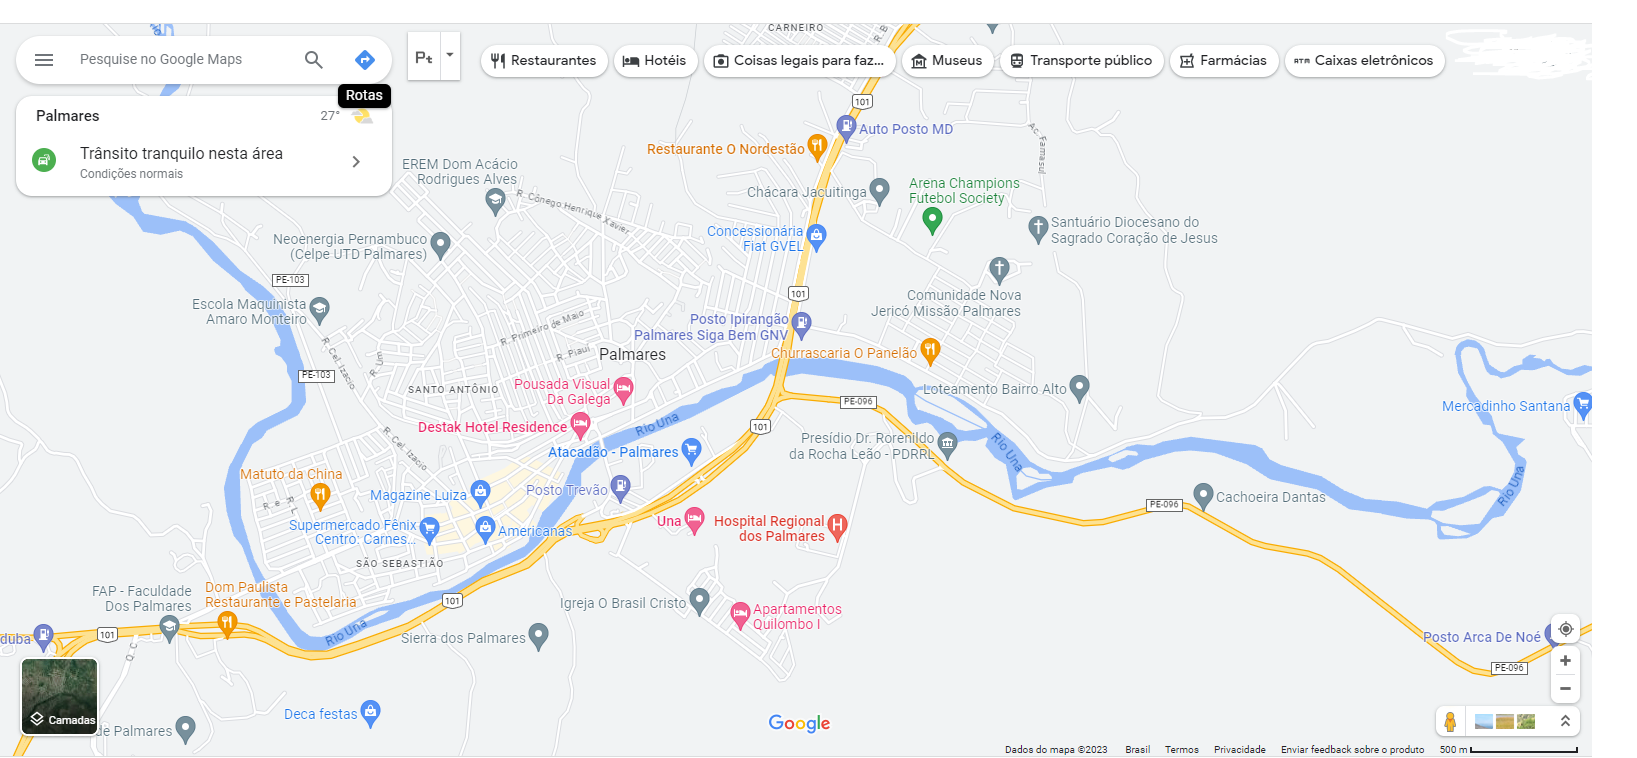 CARNEIRO
R. B
Pesquise no Google Maps
Pt
Restaurantes
Hotéis
Coisas legais para faz...
Museus
Transporte público
Farmácias
ATM
Caixas eletrônicos
Rotas
Palmares
27°
Trânsito tranquilo nesta área
Condições normais
101
Auto Posto MD
Restaurante O Nordestão
Av. Famasul
EREM Dom Acácio
Rodrigues Alves
Chácara Jacuitinga
Arena Champions
Futebol Society
R. Cônego Henrique Xavier
Concessionária
Fiat GVEL
Santuário Diocesano do
Sagrado Coração de Jesus
Neoenergia Pernambuco
(Celpe UTD Palmares)
PE-103
101
Comunidade Nova
Jericó Missão Palmares
Escola Maquinista
Amaro Monteiro
R. Primeiro de Maio
Posto Ipirangão
Palmares Siga Bem GNV
R. Cel. Izacio
R. Piauí
Palmares
Churrascaria O Panelão
PE-103
SANTO ANTÔNIO
Pousada Visual
Da Galega
Loteamento Bairro Alto
PE-096
Mercadinho Santana
Destak Hotel Residence
Rio Una
101
R. Cel. Izacio
Atacadão - Palmares
Presídio Dr. Rorenildo
da Rocha Leão - PDRRL
Rio Una
Matuto da China
Magazine Luiza
Posto Trevão
Rio Una
Cachoeira Dantas
PE-096
Supermercado Fênix
Centro: Carnes...
Americanas
Una
Hospital Regional
dos Palmares
H
SÃO SEBASTIÃO
FAP - Faculdade
Dos Palmares
Dom Paulista
Restaurante e Pastelaria
101
Igreja O Brasil Cristo
Apartamentos
Quilombo I
duba
101
Rio Una
Sierra dos Palmares
Posto Arca De Noé
PE-096
Deca festas
Camadas
de Palmares
Google
Dados do mapa ©2023
Brasil
Termos
Privacidade
Enviar feedback sobre o produto
500 m